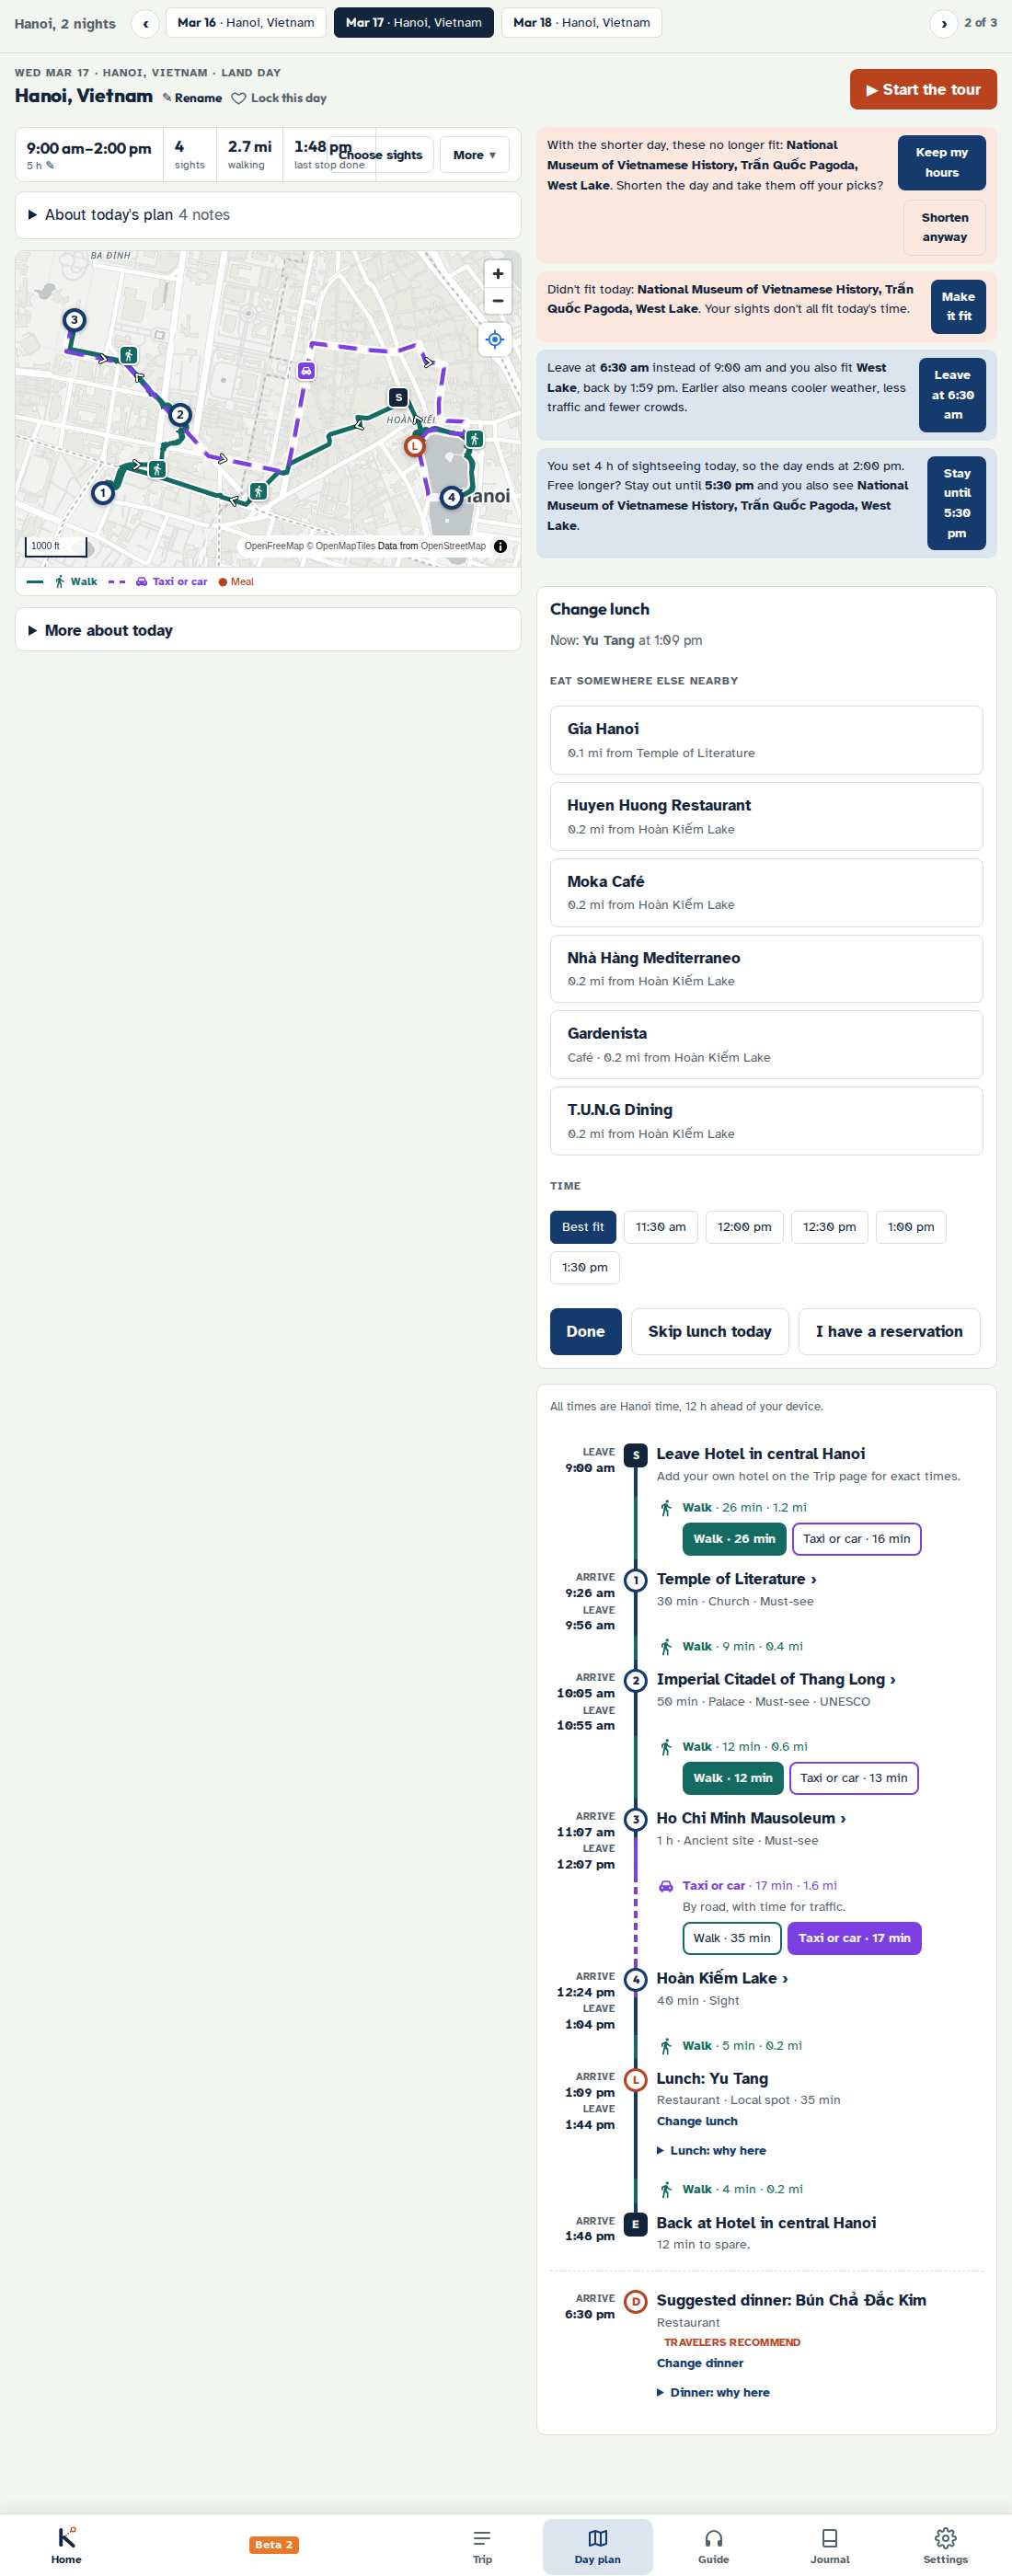 Hanoi, 2 nights
‹
Mar 16 · Hanoi, Vietnam
Mar 17 · Hanoi, Vietnam
Mar 18 · Hanoi, Vietnam
›
2 of 3
WED MAR 17 · HANOI, VIETNAM · LAND DAY
Hanoi, Vietnam ✎ Rename ♡ Lock this day
▶ Start the tour
9:00 am–2:00 pm
5 h ✎
4
sights
2.7 mi
walking
1:48 pm
last stop done
Choose sights
More ▼
▶ About today's plan 4 notes
BA ĐÌNH
+
−
3
2
1
S
L
4
1000 ft
OpenFreeMap © OpenMapTiles Data from OpenStreetMap
Walk
Taxi or car
Meal
▶ More about today
With the shorter day, these no longer fit: National
Museum of Vietnamese History, Trấn Quốc Pagoda,
West Lake. Shorten the day and take them off your picks?
Keep my
hours
Shorten
anyway
Didn't fit today: National Museum of Vietnamese History, Trấn
Quốc Pagoda, West Lake. Your sights don't all fit today's time.
Make
it fit
Leave at 6:30 am instead of 9:00 am and you also fit West
Lake, back by 1:59 pm. Earlier also means cooler weather, less
traffic and fewer crowds.
Leave
at 6:30
am
You set 4 h of sightseeing today, so the day ends at 2:00 pm.
Free longer? Stay out until 5:30 pm and you also see National
Museum of Vietnamese History, Trấn Quốc Pagoda, West
Lake.
Stay
until
5:30
pm
Change lunch
Now: Yu Tang at 1:09 pm
EAT SOMEWHERE ELSE NEARBY
Gia Hanoi
0.1 mi from Temple of Literature
Huyen Huong Restaurant
0.2 mi from Hoàn Kiếm Lake
Moka Café
0.2 mi from Hoàn Kiếm Lake
Nhà Hàng Mediterraneo
0.2 mi from Hoàn Kiếm Lake
Gardenista
Café · 0.2 mi from Hoàn Kiếm Lake
T.U.N.G Dining
0.2 mi from Hoàn Kiếm Lake
TIME
Best fit
11:30 am
12:00 pm
12:30 pm
1:00 pm
1:30 pm
Done
Skip lunch today
I have a reservation
All times are Hanoi time, 12 h ahead of your device.
LEAVE
9:00 am
S
Leave Hotel in central Hanoi
Add your own hotel on the Trip page for exact times.
Walk · 26 min · 1.2 mi
Walk · 26 min
Taxi or car · 16 min
ARRIVE
9:26 am
LEAVE
9:56 am
1
Temple of Literature ›
30 min · Church · Must-see
Walk · 9 min · 0.4 mi
ARRIVE
10:05 am
LEAVE
10:55 am
2
Imperial Citadel of Thang Long ›
50 min · Palace · Must-see · UNESCO
Walk · 12 min · 0.6 mi
Walk · 12 min
Taxi or car · 13 min
ARRIVE
11:07 am
LEAVE
12:07 pm
3
Ho Chi Minh Mausoleum ›
1 h · Ancient site · Must-see
Taxi or car · 17 min · 1.6 mi
By road, with time for traffic.
Walk · 35 min
Taxi or car · 17 min
ARRIVE
12:24 pm
LEAVE
1:04 pm
4
Hoàn Kiếm Lake ›
40 min · Sight
Walk · 5 min · 0.2 mi
ARRIVE
1:09 pm
LEAVE
1:44 pm
L
Lunch: Yu Tang
Restaurant · Local spot · 35 min
Change lunch
▶ Lunch: why here
Walk · 4 min · 0.2 mi
ARRIVE
1:48 pm
E
Back at Hotel in central Hanoi
12 min to spare.
ARRIVE
6:30 pm
D
Suggested dinner: Bún Chả Đắc Kim
Restaurant
TRAVELERS RECOMMEND
Change dinner
▶ Dinner: why here
Home
Beta 2
Trip
Day plan
Guide
Journal
Settings